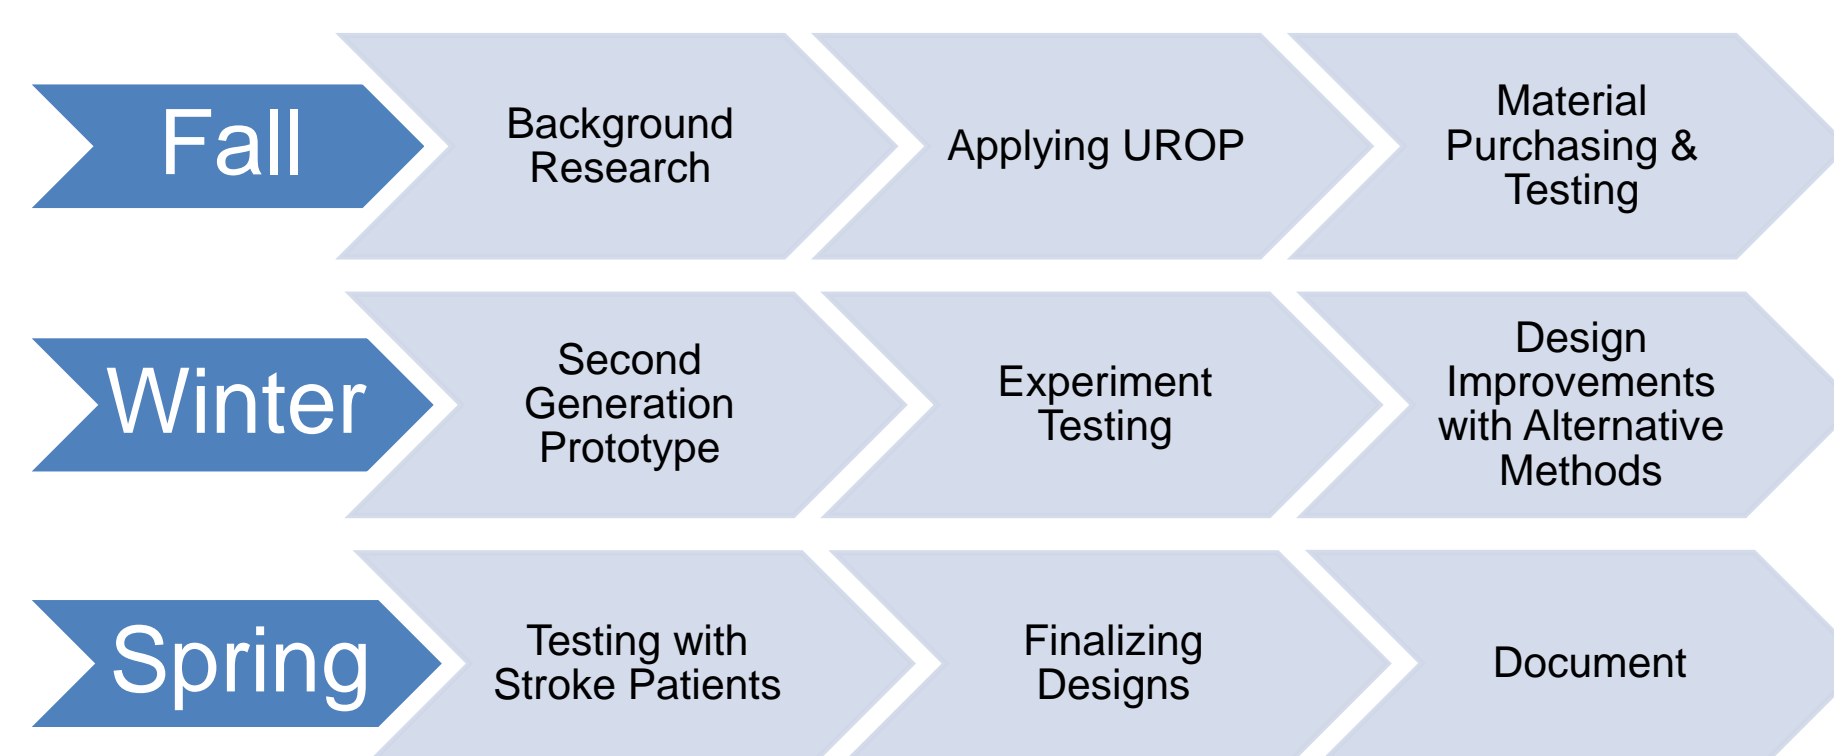 Fall
Background
Research
Applying UROP
Material
Purchasing &
Testing
Winter
Second
Generation
Prototype
Experiment
Testing
Design
Improvements
with Alternative
Methods
Spring
Testing with
Stroke Patients
Finalizing
Designs
Document